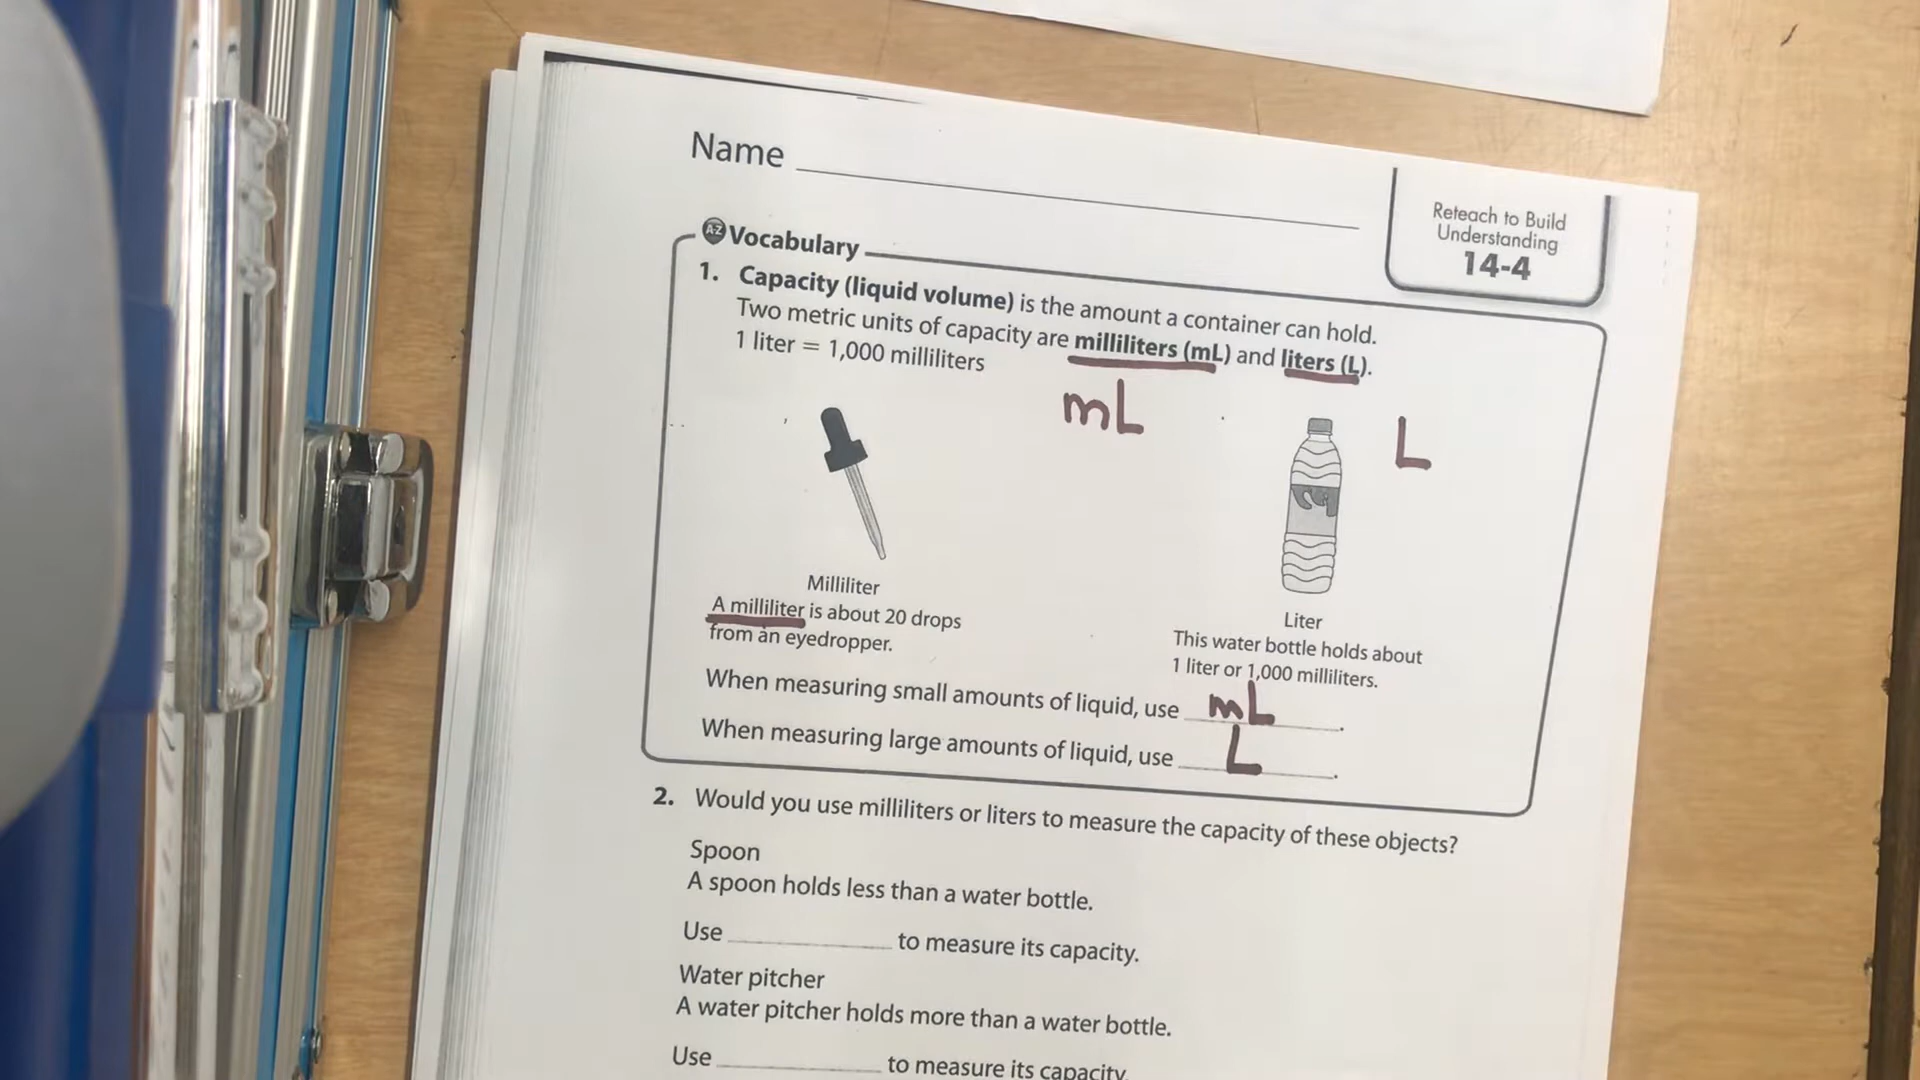 Name
Reteach to Build
Understanding
14-4
A-Z Vocabulary
1. Capacity (liquid volume) is the amount a container can hold.
Two metric units of capacity are milliliters (mL) and liters (L).
1 liter = 1,000 milliliters
mL
L
Milliliter
A milliliter is about 20 drops
from an eyedropper.
Liter
This water bottle holds about
1 liter or 1,000 milliliters.
When measuring small amounts of liquid, use mL.
When measuring large amounts of liquid, use L.
2. Would you use milliliters or liters to measure the capacity of these objects?
Spoon
A spoon holds less than a water bottle.
Use ____________ to measure its capacity.
Water pitcher
A water pitcher holds more than a water bottle.
Use ____________ to measure its capacity.